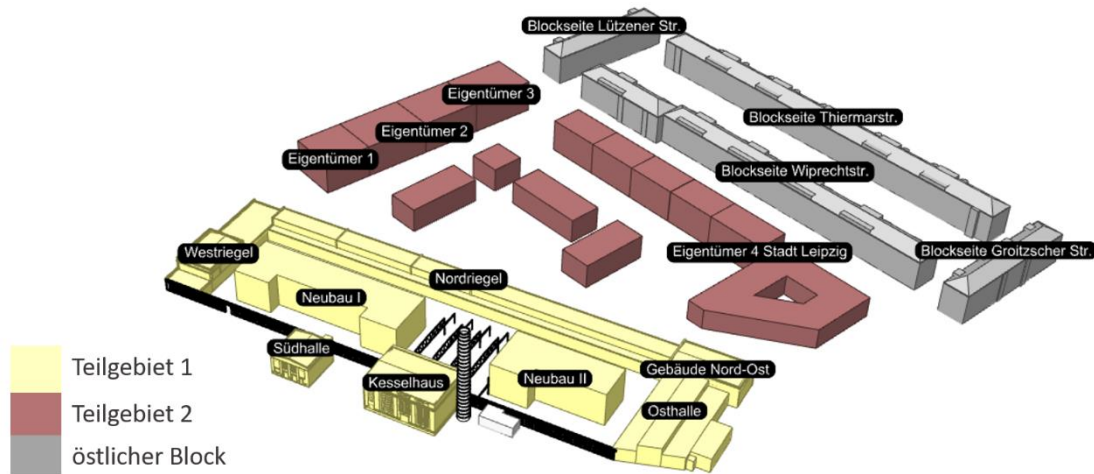 Blockseite Lützener Str.
Eigentümer 3
Blockseite Thiermarstr.
Eigentümer 2
Eigentümer 1
Blockseite Wiprechtstr.
Westriegel
Eigentümer 4 Stadt Leipzig
Blockseite Groitzscher Str.
Nordriegel
Neubau I
Südhalle
Gebäude Nord-Ost
Kesselhaus
Neubau II
Osthalle
Teilgebiet 1
Teilgebiet 2
östlicher Block